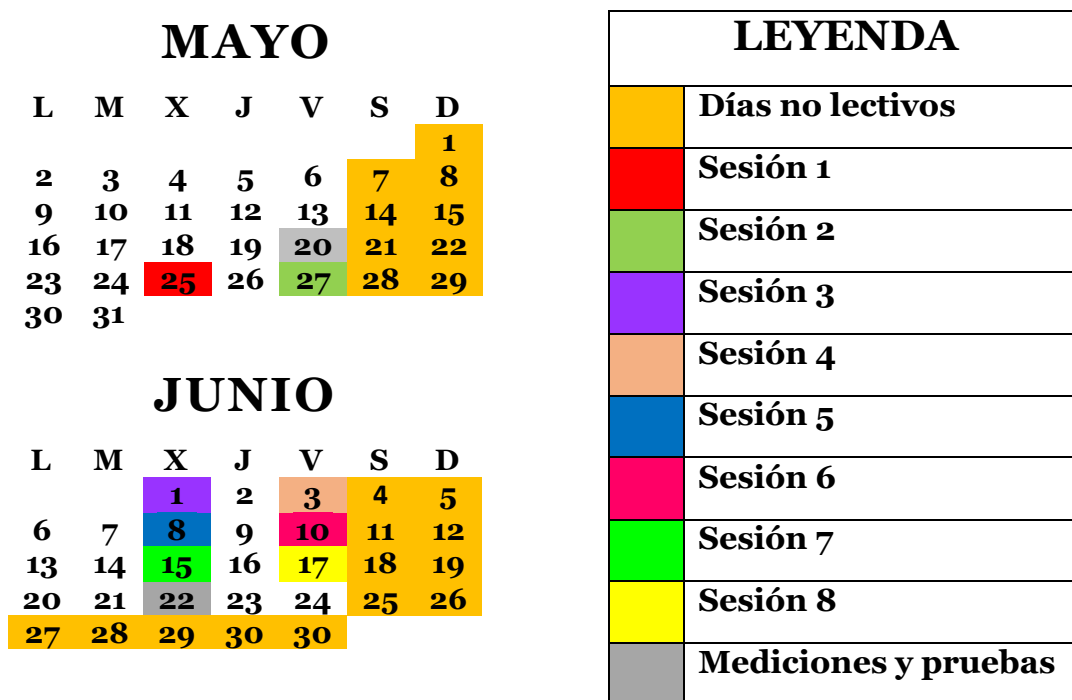 MAYO
L M X J V S D
1
2 3 4 5 6 7 8
9 10 11 12 13 14 15
16 17 18 19 20 21 22
23 24 25 26 27 28 29
30 31
JUNIO
L M X J V S D
1 2 3 4 5
6 7 8 9 10 11 12
13 14 15 16 17 18 19
20 21 22 23 24 25 26
27 28 29 30 30
LEYENDA
Días no lectivos
Sesión 1
Sesión 2
Sesión 3
Sesión 4
Sesión 5
Sesión 6
Sesión 7
Sesión 8
Mediciones y pruebas